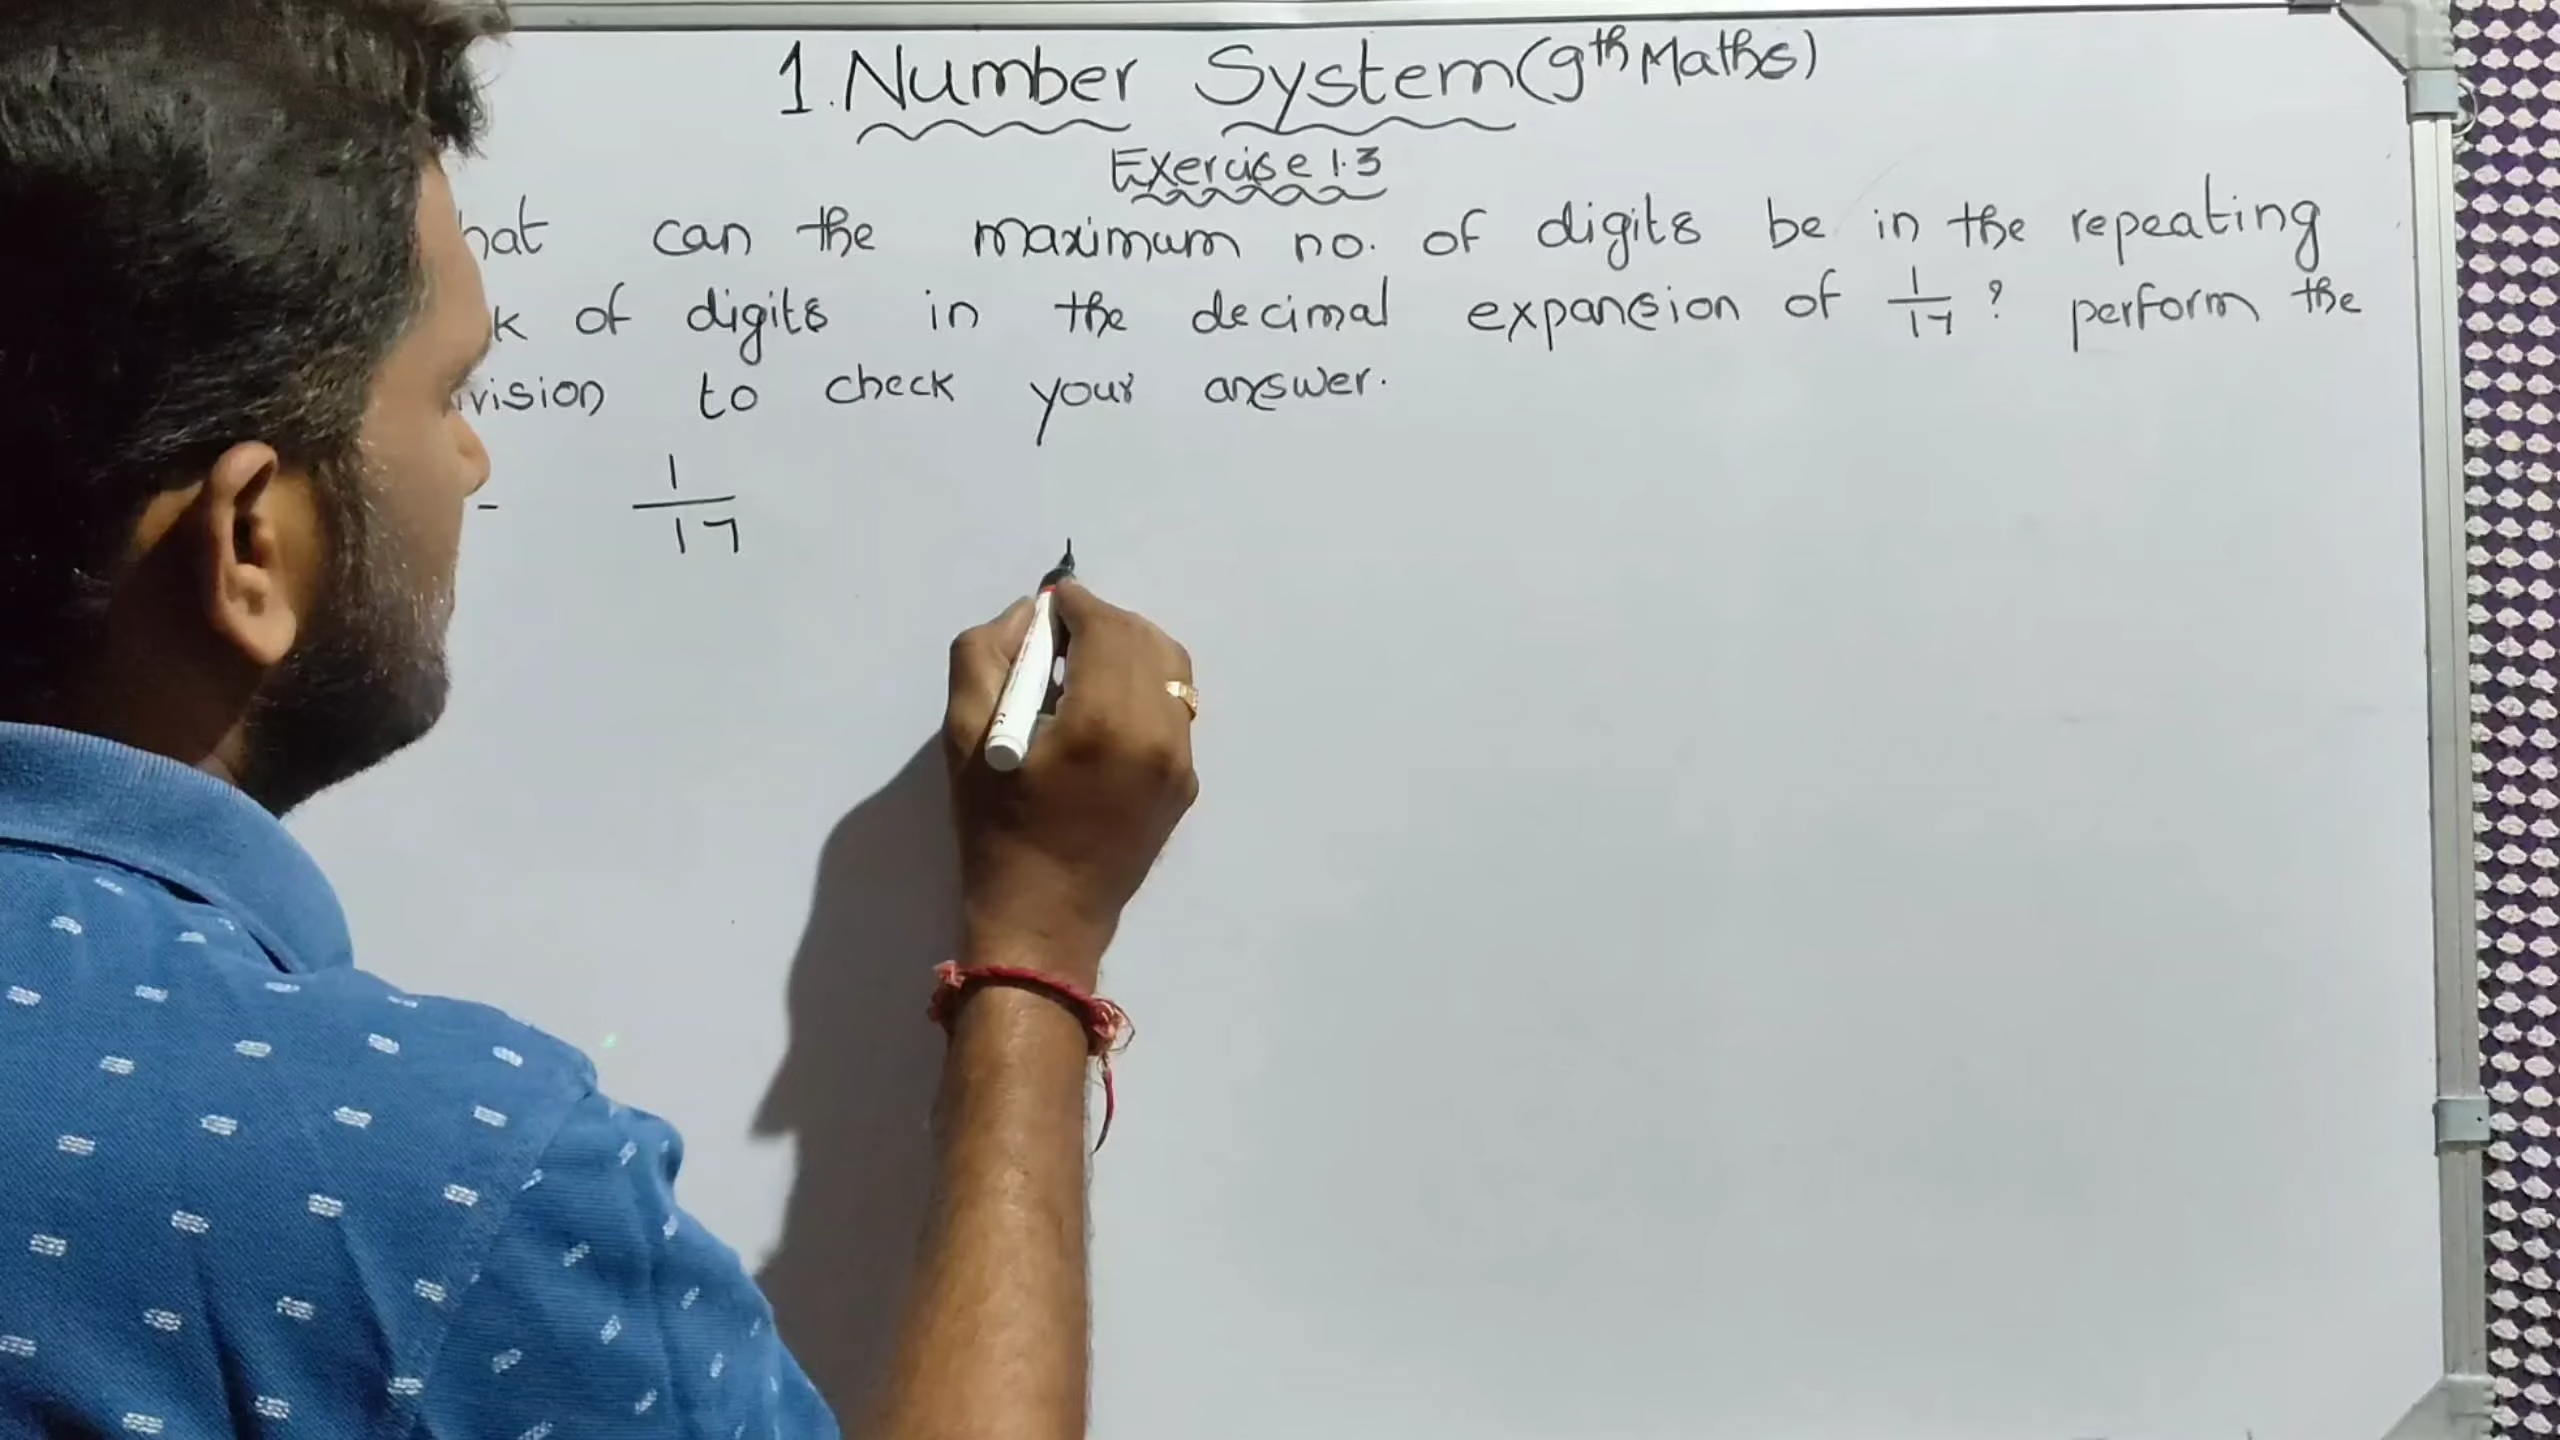 1. Number System (9th Maths)
Exercise 1.3
hat can the maximum no. of digits be in the repeating
k of digits in the decimal expansion of 1/17 ? perform the
vision to check your answer.
- 1/17